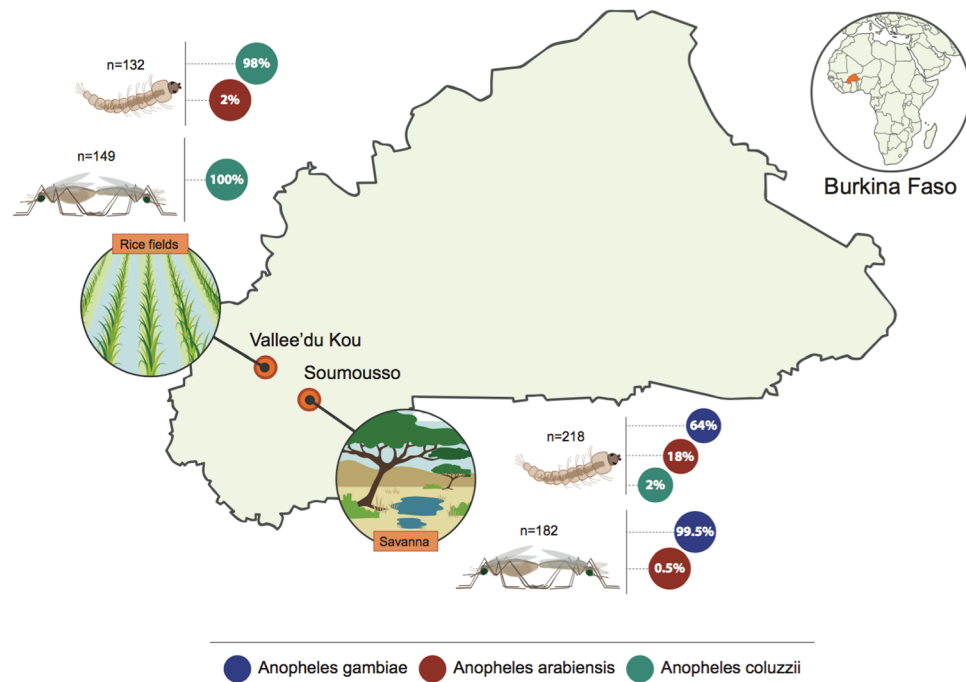 n=132
98%
2%
n=149
100%
Rice fields
Burkina Faso
Vallee'du Kou
Soumousso
Savanna
n=218
64%
18%
2%
n=182
99.5%
0.5%
Anopheles gambiae
Anopheles arabiensis
Anopheles coluzzii